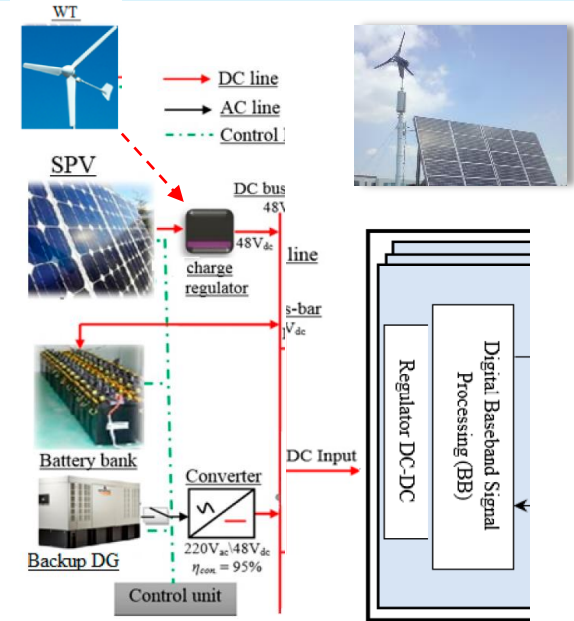 WT
DC line
AC line
Control
SPV
DC bus
48V
48Vdc
line
charge
regulator
s-bar
Vdc
Battery bank
Converter
DC Input
220Vac\48Vdc
ηcon = 95%
Backup DG
Control unit
Regulator DC-DC
Digital Baseband Signal
Processing (BB)